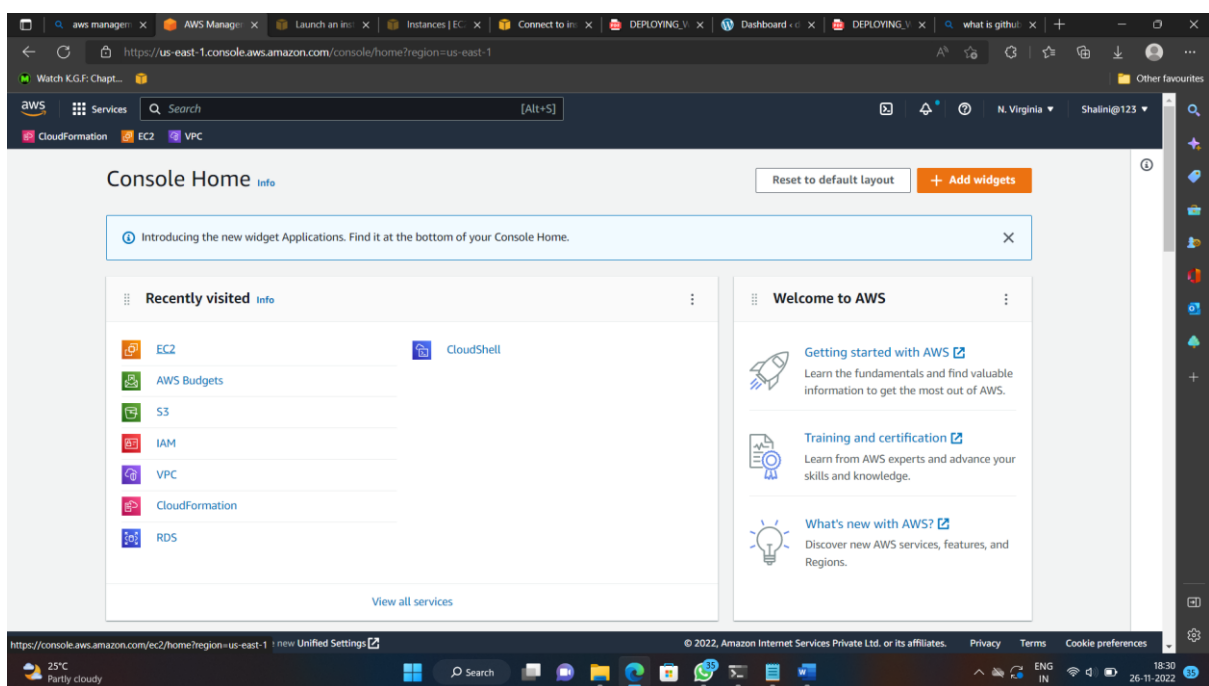 aws managem
AWS Manager
Launch an ins
Instances | EC
Connect to in
DEPLOYING_W
Dashboard ‹ d
DEPLOYING_V
what is github
https://us-east-1.console.aws.amazon.com/console/home?region=us-east-1
Watch K.G.F: Chapt...
Other favourites
aws Services Search [Alt+S] N. Virginia ▼ Shalini@123 ▼
CloudFormation EC2 VPC
Console Home Info
Reset to default layout
+ Add widgets
Introducing the new widget Applications. Find it at the bottom of your Console Home.
Recently visited Info
EC2
CloudShell
AWS Budgets
S3
IAM
VPC
CloudFormation
RDS
View all services
Welcome to AWS
Getting started with AWS
Learn the fundamentals and find valuable
information to get the most out of AWS.
Training and certification
Learn from AWS experts and advance your
skills and knowledge.
What's new with AWS?
Discover new AWS services, features, and
Regions.
https://console.aws.amazon.com/ec2/home?region=us-east-1 new Unified Settings
© 2022, Amazon Internet Services Private Ltd. or its affiliates. Privacy Terms Cookie preferences
25°C
Partly cloudy
Search
35
ENG
IN
18:30
26-11-2022
35